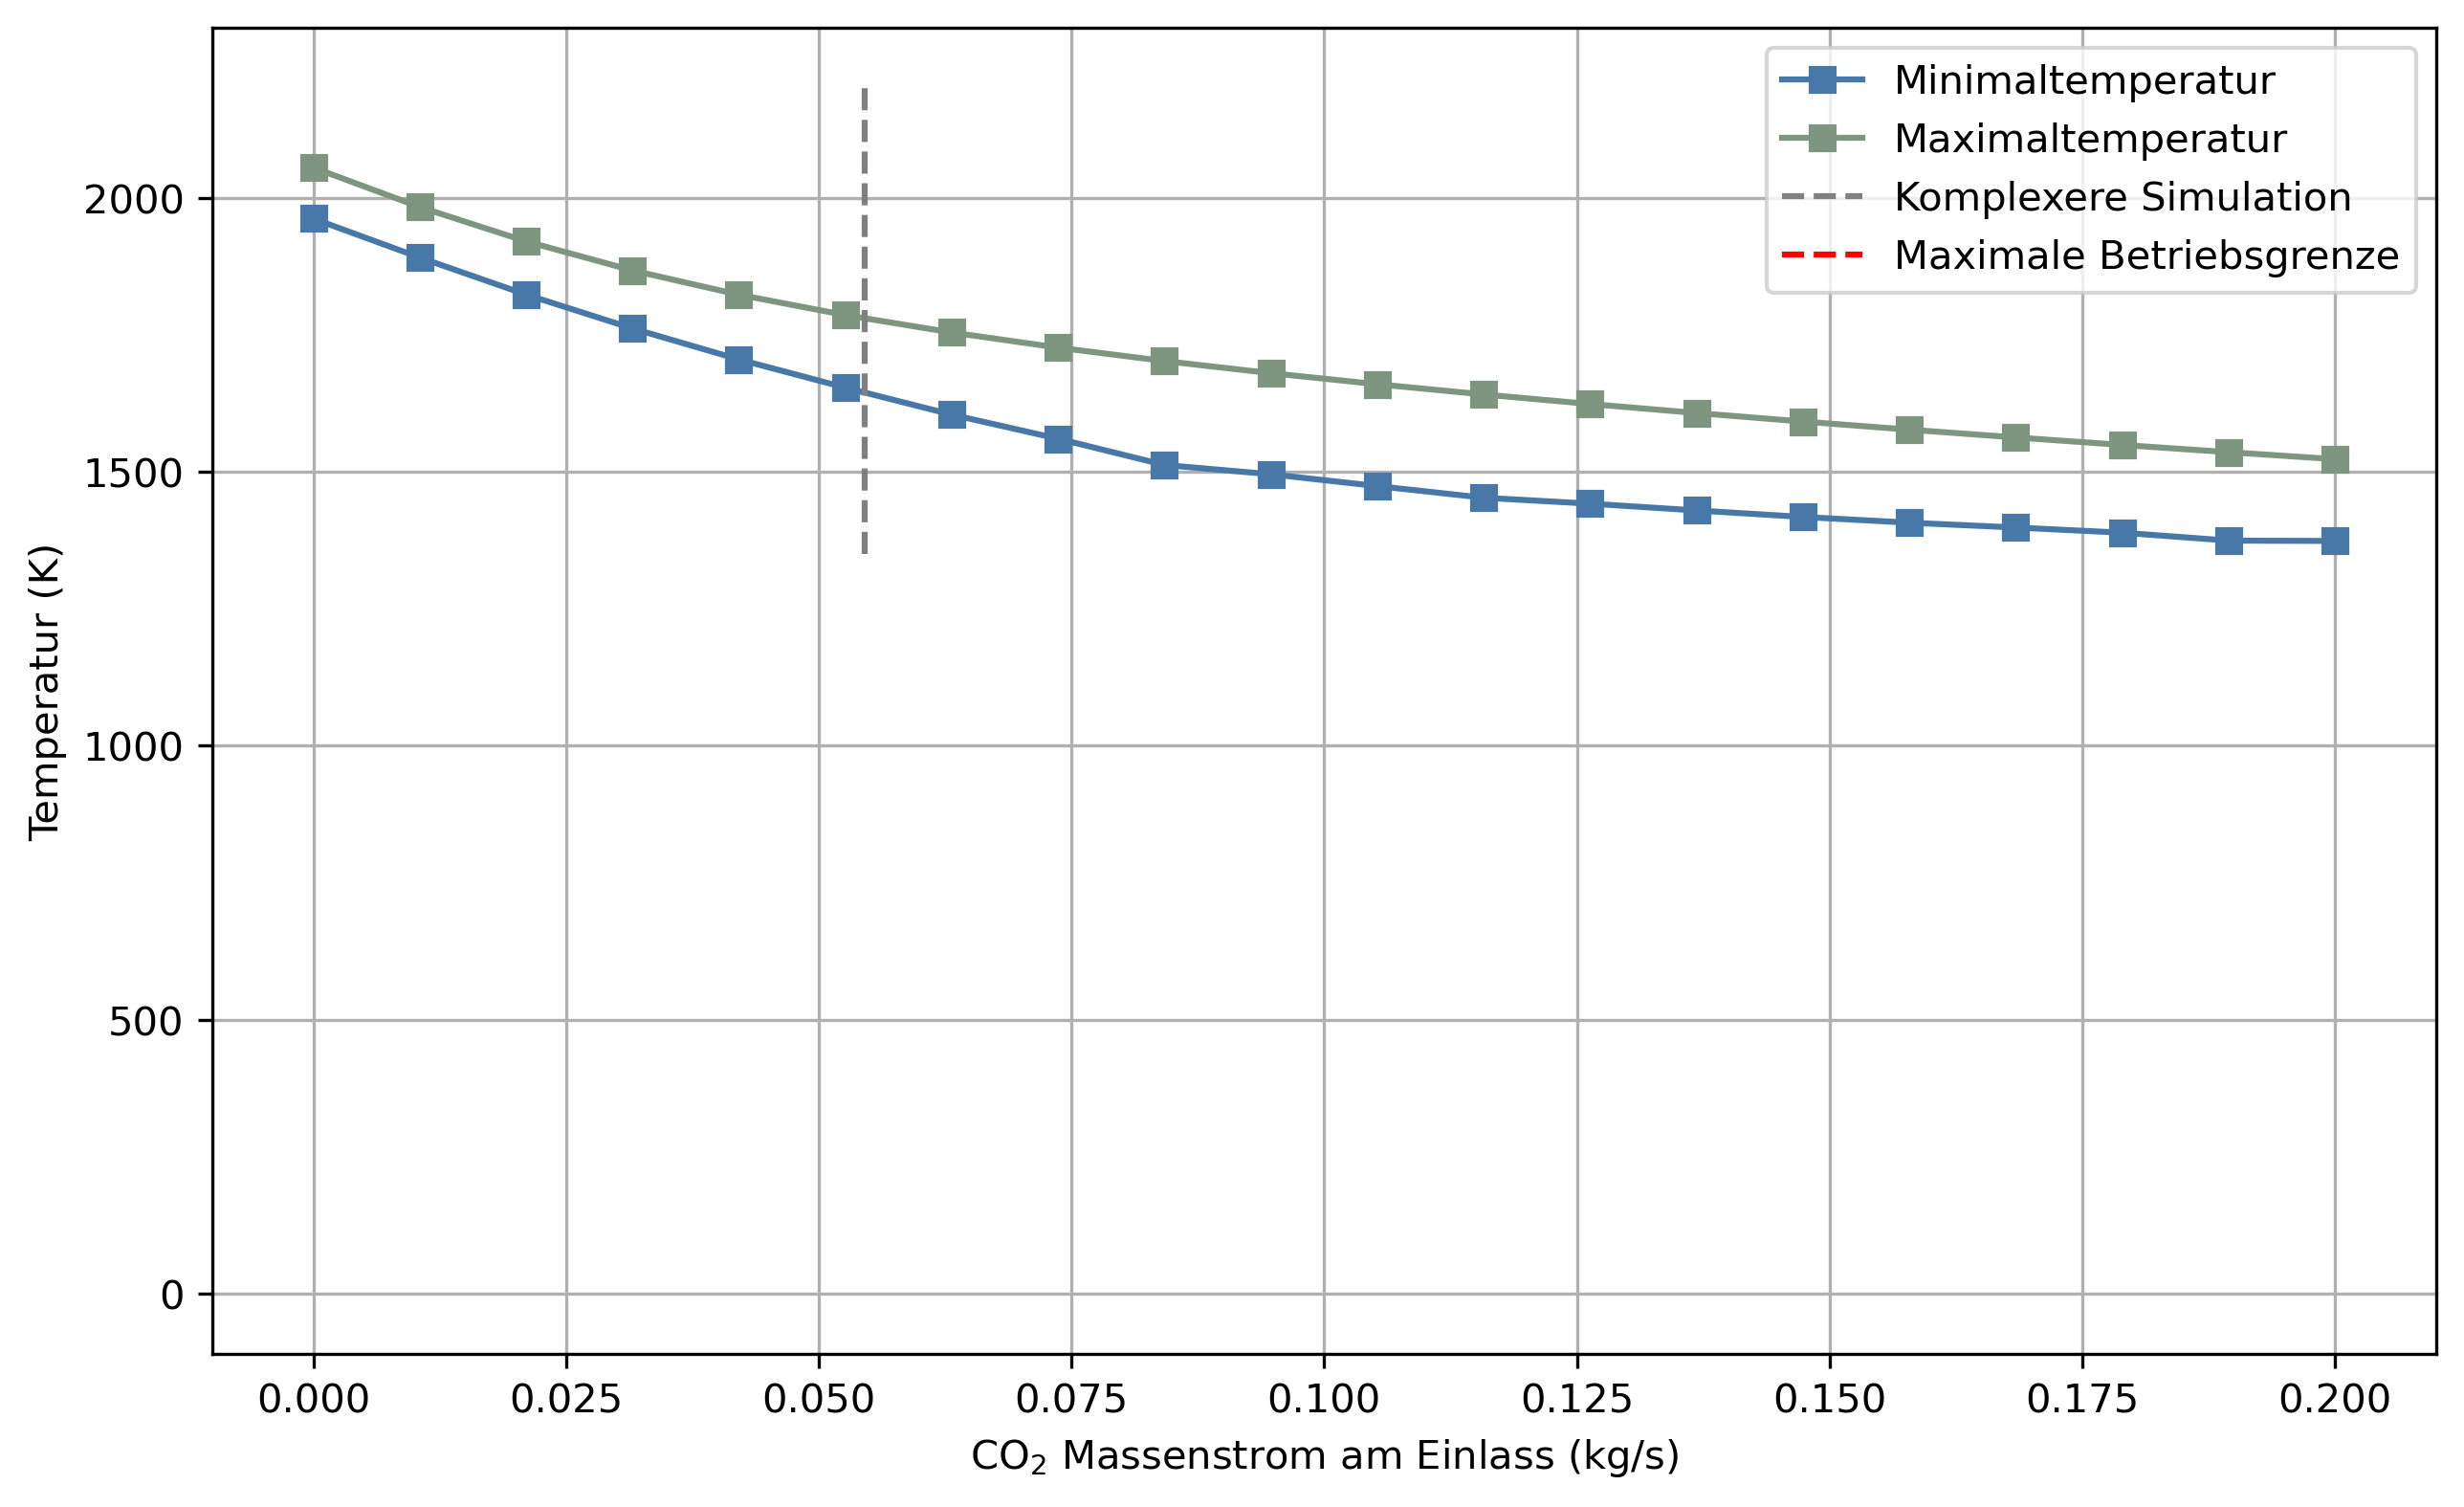 Minimaltemperatur
Maximaltemperatur
Komplexere Simulation
Maximale Betriebsgrenze
Temperatur (K)
2000
1500
1000
500
0
0.000 0.025 0.050 0.075 0.100 0.125 0.150 0.175 0.200
CO₂ Massenstrom am Einlass (kg/s)